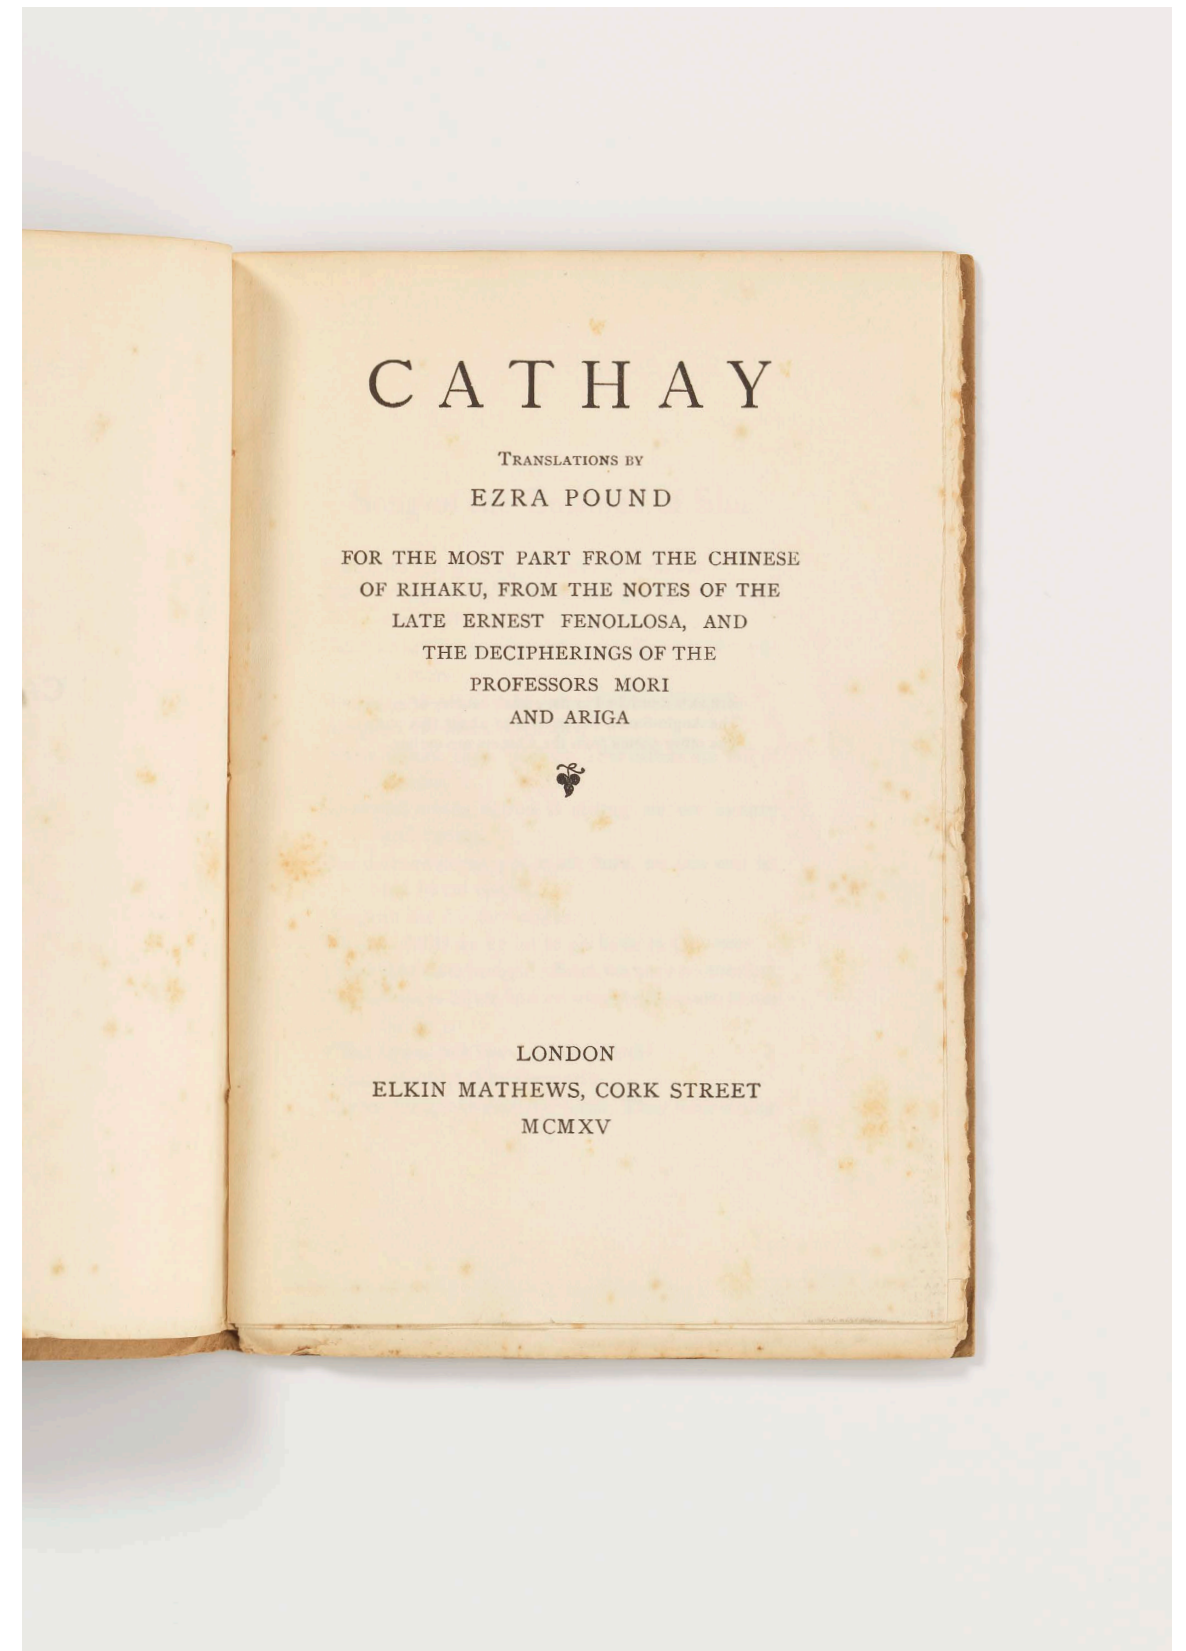 CATHAY
TRANSLATIONS BY
EZRA POUND
FOR THE MOST PART FROM THE CHINESE
OF RIHAKU, FROM THE NOTES OF THE
LATE ERNEST FENOLLOSA, AND
THE DECIPHERINGS OF THE
PROFESSORS MORI
AND ARIGA
LONDON
ELKIN MATHEWS, CORK STREET
MCMXV